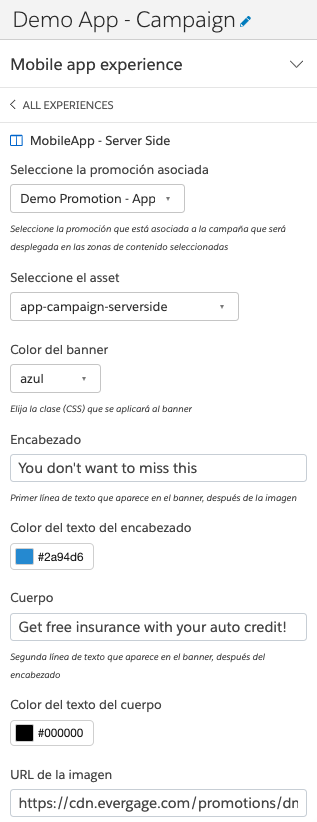 Demo App - Campaign
Mobile app experience
ALL EXPERIENCES
MobileApp - Server Side
Seleccione la promoción asociada
Demo Promotion - App
Seleccione la promoción que está asociada a la campaña que será
desplegada en las zonas de contenido seleccionadas
Seleccione el asset
app-campaign-serverside
Color del banner
azul
Elija la clase (CSS) que se aplicará al banner
Encabezado
You don't want to miss this
Primer línea de texto que aparece en el banner, después de la imagen
Color del texto del encabezado
#2a94d6
Cuerpo
Get free insurance with your auto credit!
Segunda línea de texto que aparece en el banner, después del
encabezado
Color del texto del cuerpo
#000000
URL de la imagen
https://cdn.evergage.com/promotions/dn